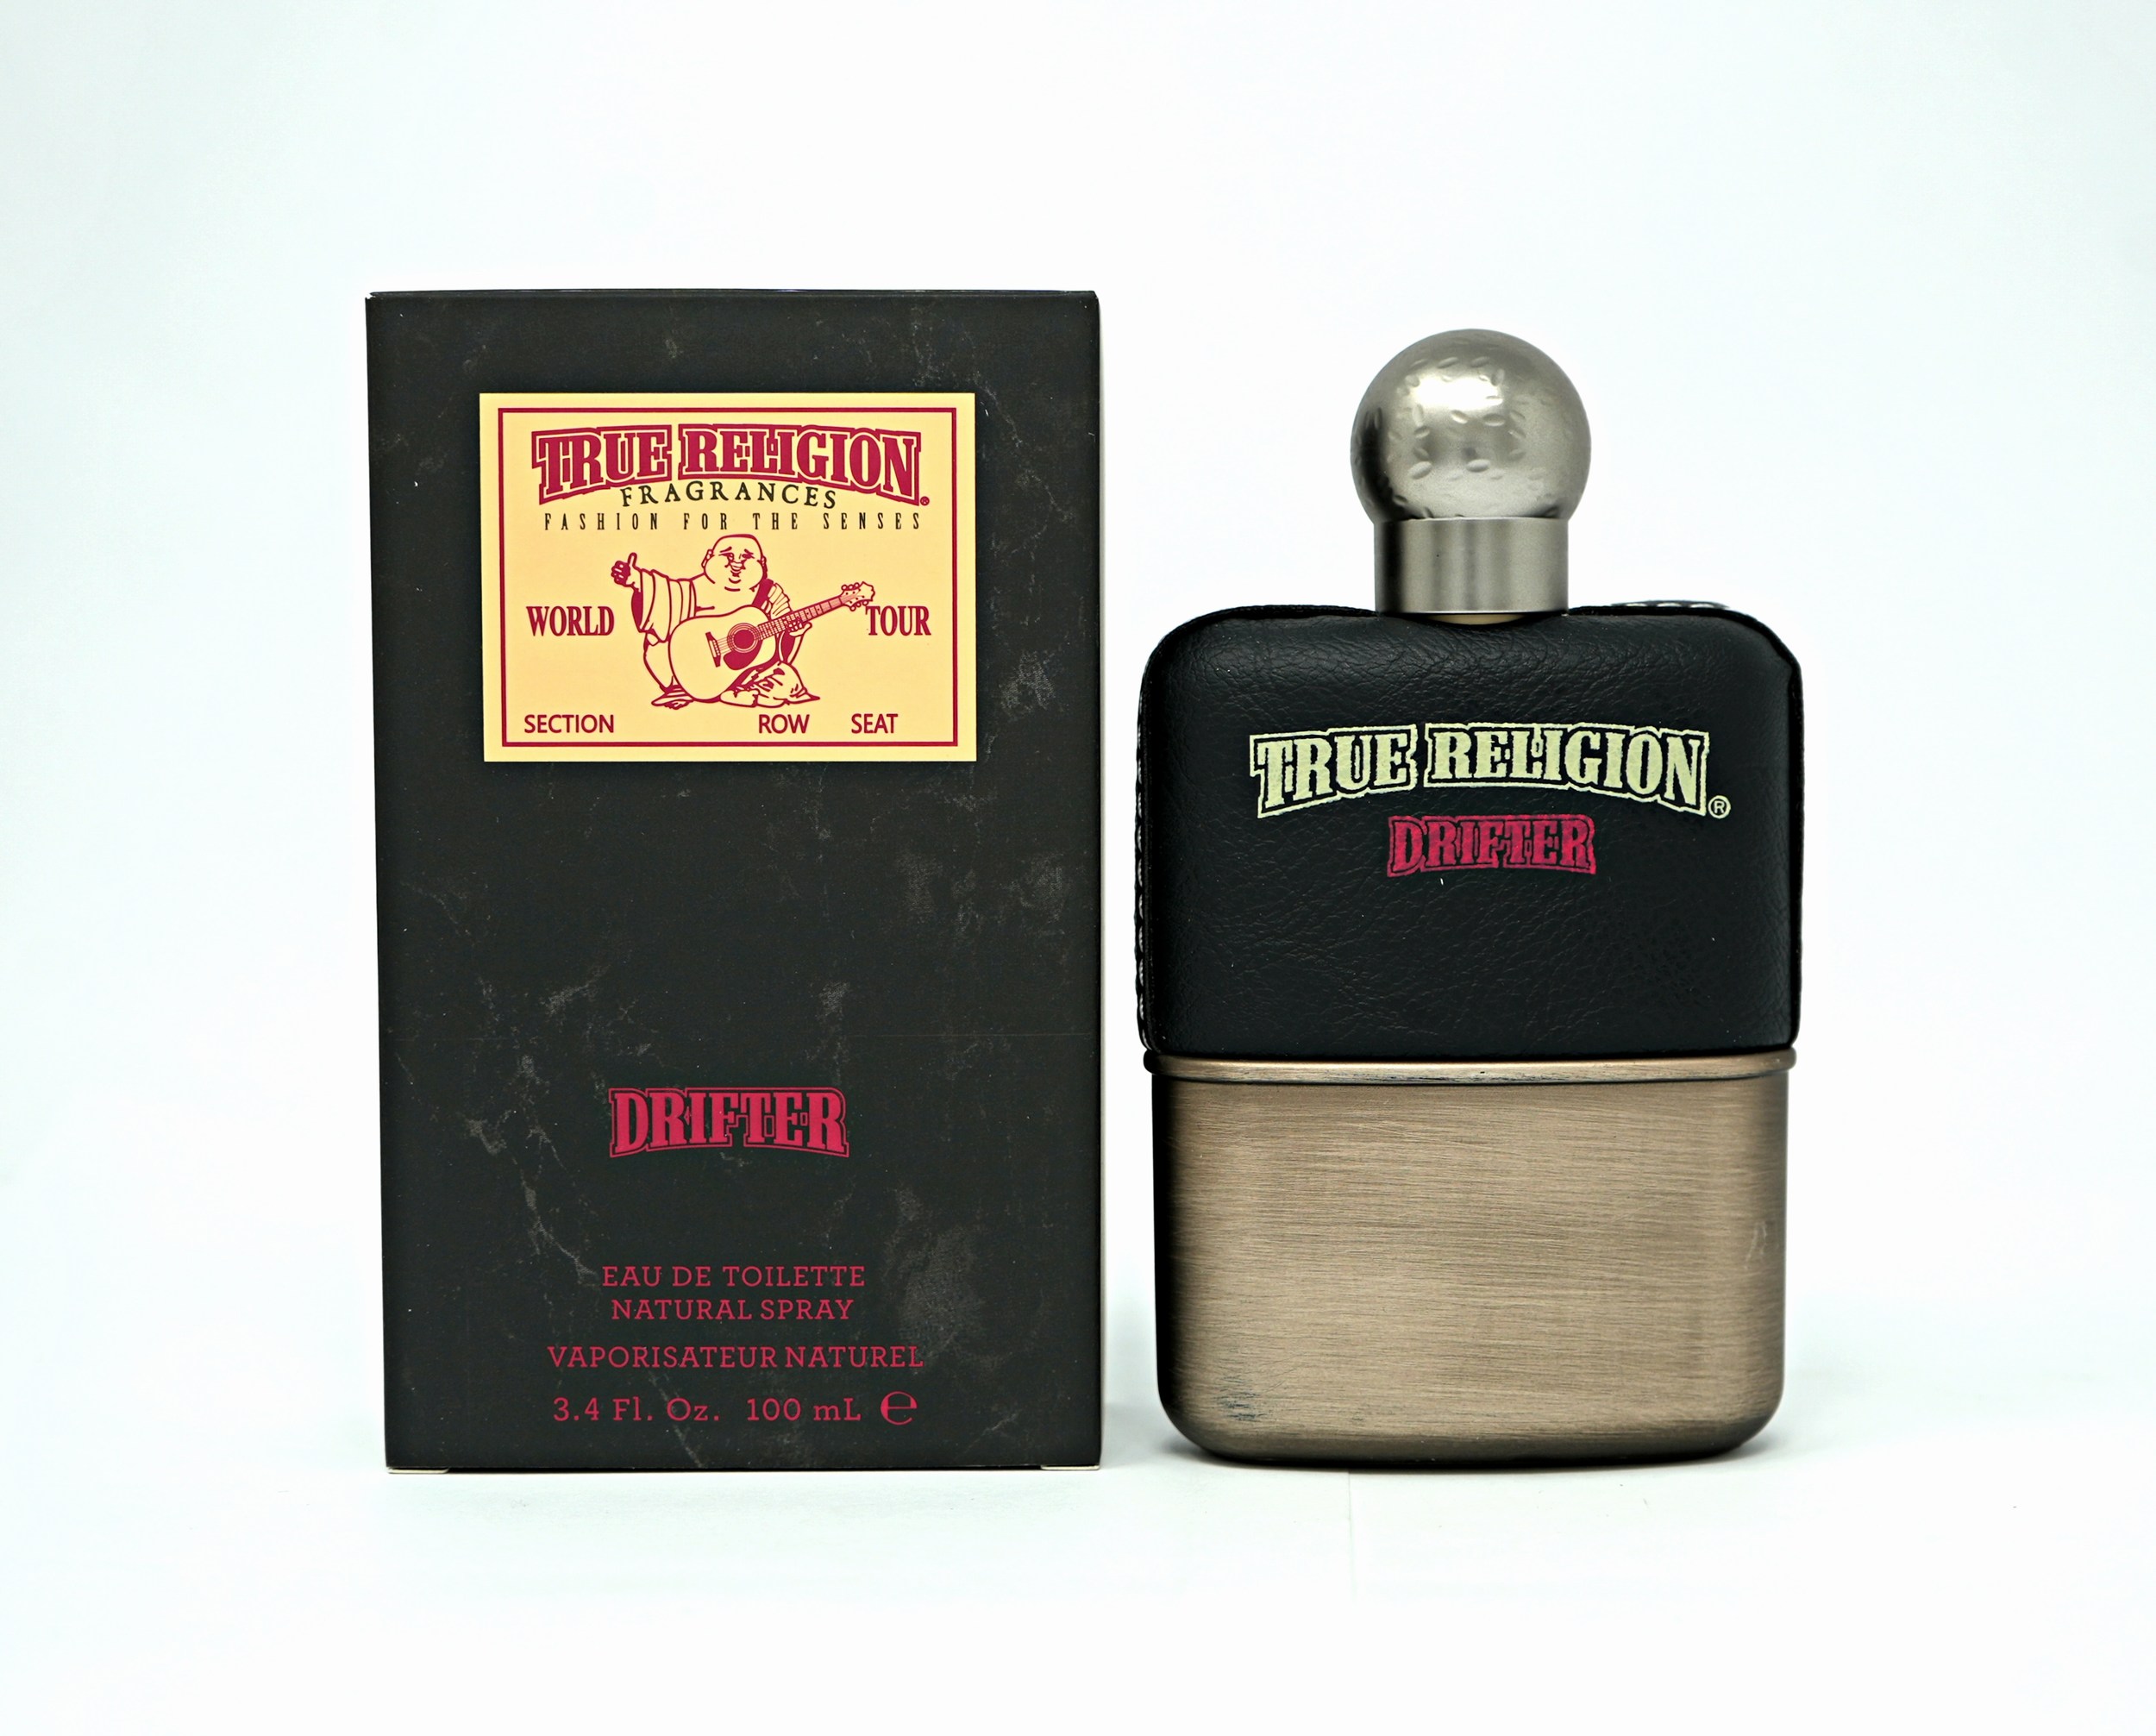 TRUE RELIGION®
FRAGRANCES
FASHION FOR THE SENSES
WORLD TOUR
SECTION ROW SEAT
DRIFTER
EAU DE TOILETTE
NATURAL SPRAY
VAPORISATEUR NATUREL
3.4 Fl. Oz. 100 mL ℮
TRUE RELIGION®
DRIFTER